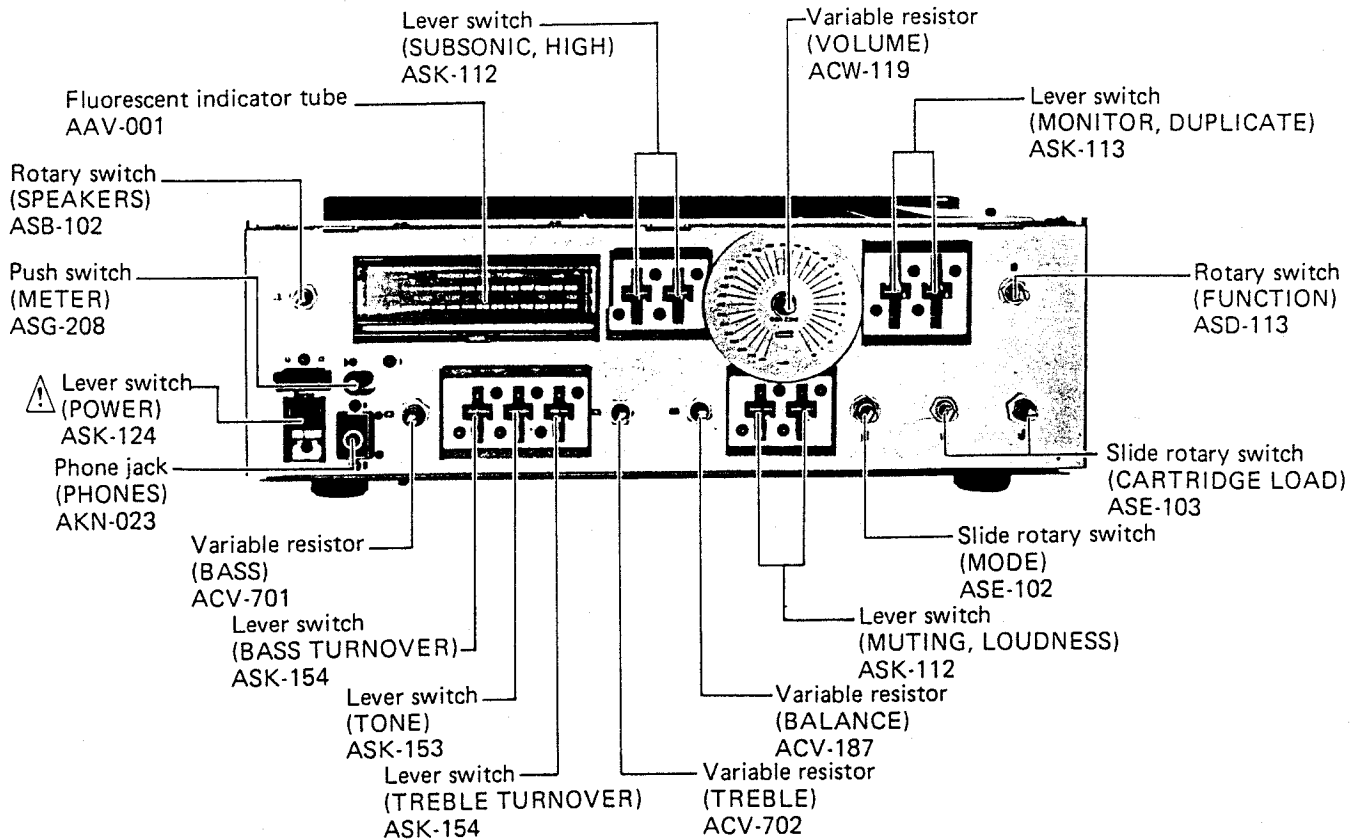 Lever switch
(SUBSONIC, HIGH)
ASK-112
Variable resistor
(VOLUME)
ACW-119
Fluorescent indicator tube
AAV-001
Lever switch
(MONITOR, DUPLICATE)
ASK-113
Rotary switch
(SPEAKERS)
ASB-102
Push switch
(METER)
ASG-208
Rotary switch
(FUNCTION)
ASD-113
Lever switch
(POWER)
ASK-124
Phone jack
(PHONES)
AKN-023
Slide rotary switch
(CARTRIDGE LOAD)
ASE-103
Variable resistor
(BASS)
ACV-701
Slide rotary switch
(MODE)
ASE-102
Lever switch
(BASS TURNOVER)
ASK-154
Lever switch
(MUTING, LOUDNESS)
ASK-112
Lever switch
(TONE)
ASK-153
Variable resistor
(BALANCE)
ACV-187
Lever switch
(TREBLE TURNOVER)
ASK-154
Variable resistor
(TREBLE)
ACV-702